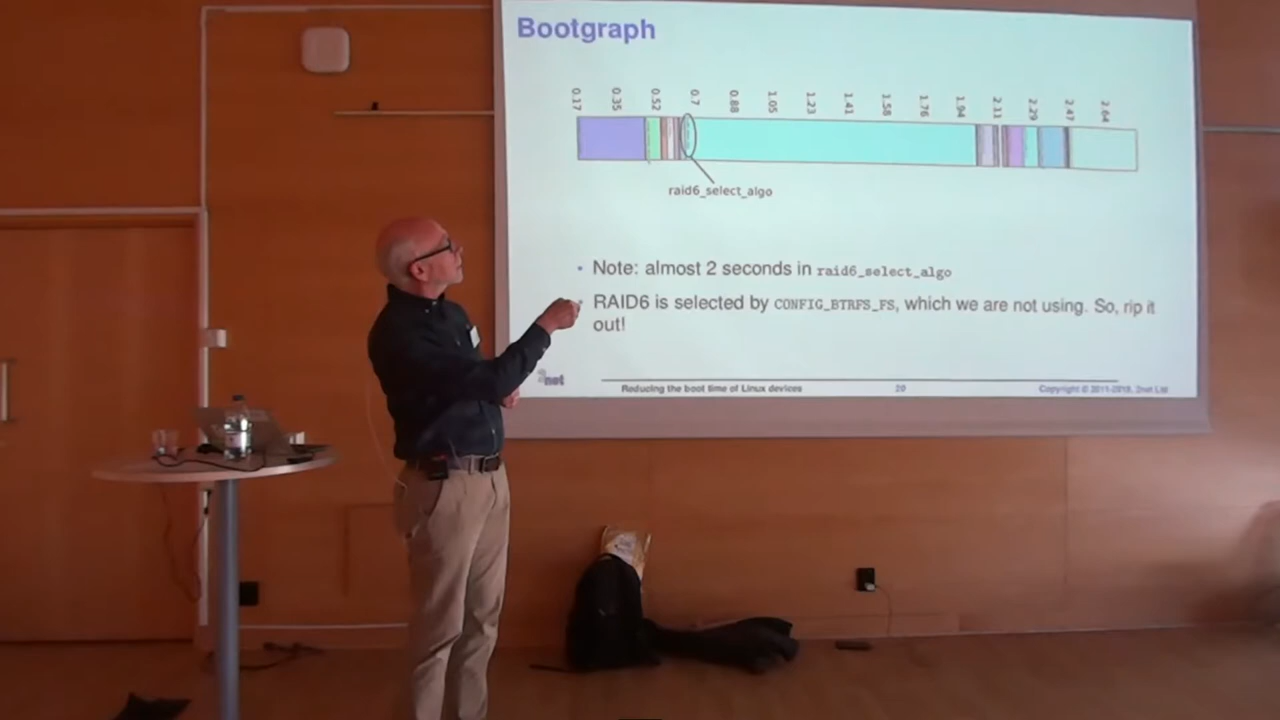 Bootgraph
0.17 0.35 0.52 0.7 0.88 1.05 1.23 1.41 1.58 1.76 1.94 2.11 2.29 2.47 2.64
raid6_select_algo
• Note: almost 2 seconds in raid6_select_algo
• RAID6 is selected by CONFIG_BTRFS_FS, which we are not using. So, rip it
out!
2net Reducing the boot time of Linux devices 20 Copyright © 2011-2019, 2net Ltd